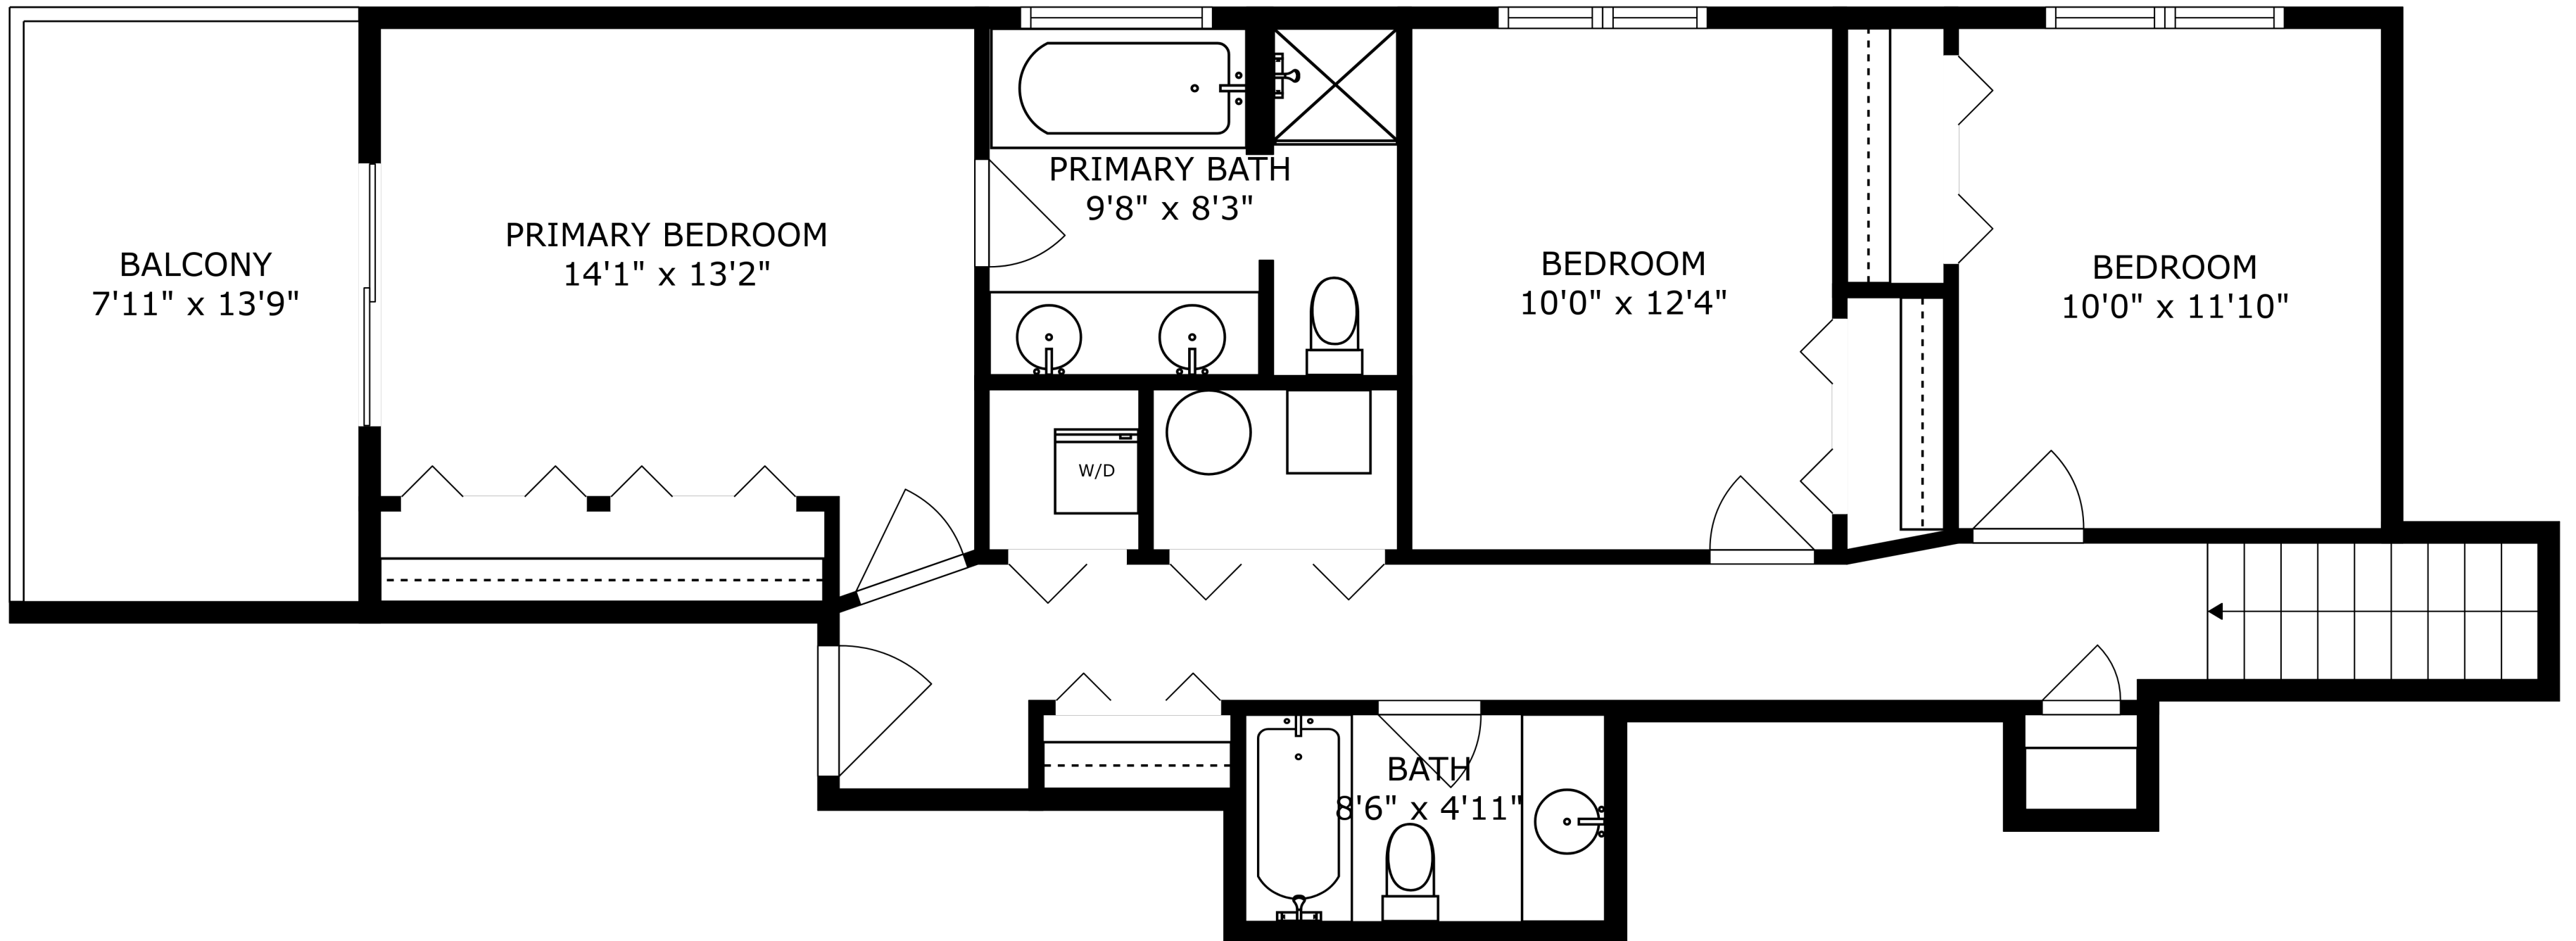 BALCONY
7'11" x 13'9"
PRIMARY BEDROOM
14'1" x 13'2"
PRIMARY BATH
9'8" x 8'3"
BEDROOM
10'0" x 12'4"
BEDROOM
10'0" x 11'10"
W/D
BATH
8'6" x 4'11"